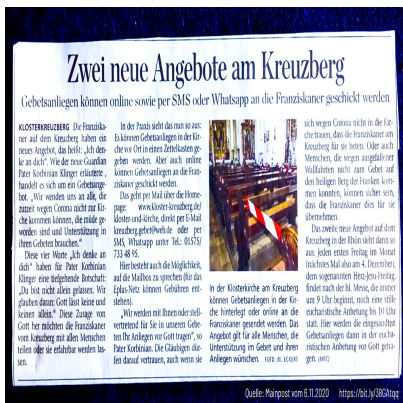 Zwei neue Angebote am Kreuzberg
Gebetsanliegen können online sowie per SMS oder Whatsapp an die Franziskaner geschickt werden
KLOSTERKREUZBERG Die Franziska-
ner auf dem Kreuzberg haben ein
neues Angebot, das heißt: „Ich den-
ke an dich“. Wie der neue Guardian
Pater Korbinian Klinger erläuterte,
handelt es sich um ein Gebetsange-
bot. „Wir wenden uns an alle, die
zurzeit wegen Corona nicht zur Kir-
che kommen können, die müde ge-
worden sind und Unterstützung in
ihren Gebeten brauchen.“
Diese vier Worte „Ich denke an
dich“ haben für Pater Korbinian
Klinger eine tiefgehende Botschaft:
„Du bist nicht allein gelassen. Wir
glauben daran: Gott lässt keine und
keinen allein.“ Diese Zusage von
Gott her möchten die Franziskaner
vom Kreuzberg mit allen Menschen
teilen oder sie erfahrbar werden las-
sen.
In der Praxis sieht das nun so aus:
Es können Gebetsanliegen in der Kir-
che vor Ort in einen Zettelkasten ge-
geben werden. Aber auch online
können Gebetsanliegen an die Fran-
ziskaner geschickt werden.
Das geht per Mail über die Home-
page: www.kloster-kreuzberg.de/
kloster-und-kirche, direkt per E-Mail
kreuzberg.gebet@web.de oder per
SMS, Whatsapp unter Tel.: 01575/
733 48 95.
Hier besteht auch die Möglichkeit,
auf die Mailbox zu sprechen (für das
Eplus-Netz können Gebühren ent-
stehen).
„Wir werden mit Ihnen oder stell-
vertretend für Sie in unseren Gebe-
ten Ihr Anliegen vor Gott tragen“, so
Pater Korbinian. Die Gläubigen dür-
fen darauf vertrauen, auch wenn sie
In der Klosterkirche am Kreuzberg
können Gebetsanliegen in der Kir-
che hinterlegt oder online an die
Franziskaner gesendet werden. Das
Angebot gilt für alle Menschen, die
Unterstützung im Gebet und ihren
Anliegen wünschen. FOTO: M. ECKERT
sich wegen Corona nicht in die Kir-
che trauen, dass die Franziskaner am
Kreuzberg für sie beten. Oder auch
Menschen, die wegen ausgefallener
Wallfahrten nicht zum Gebet auf
den heiligen Berg der Franken kom-
men konnten, können sicher sein,
dass die Franziskaner dies für sie
übernehmen.
Das zweite neue Angebot auf dem
Kreuzberg in der Rhön sieht dann so
aus. Jeden ersten Freitag im Monat
(nächstes Mal also am 4. Dezember),
dem sogenannten Herz-Jesu-Freitag,
findet nach der hl. Messe, die immer
um 9 Uhr beginnt, noch eine stille
eucharistische Anbetung bis 10 Uhr
statt. Hier werden die eingesandten
Gebetsanliegen dann in der eucha-
ristischen Anbetung vor Gott getra-
gen. (MEC)
Quelle: Mainpost vom 6.11.2020 https://bit.ly/38GAtqq